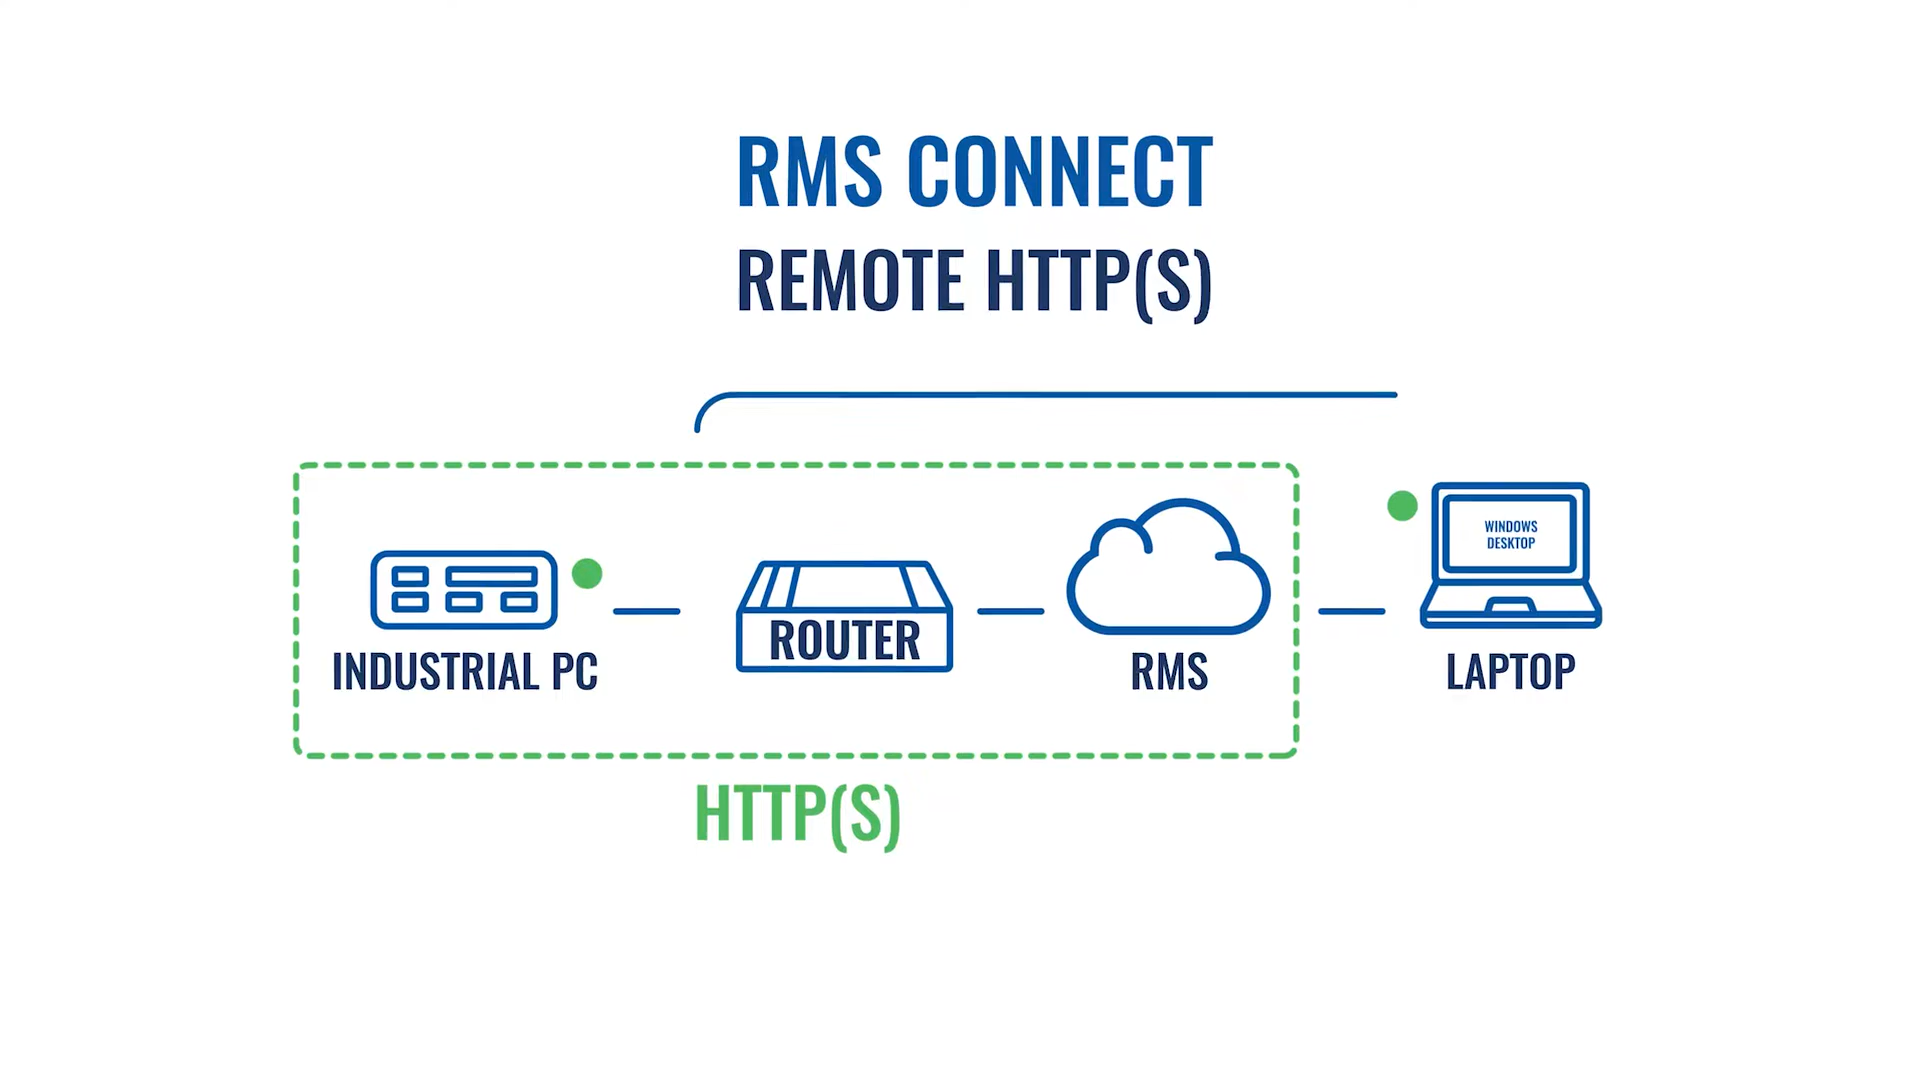 RMS CONNECT
REMOTE HTTP(S)
WINDOWS
DESKTOP
ROUTER
INDUSTRIAL PC
RMS
LAPTOP
HTTP(S)